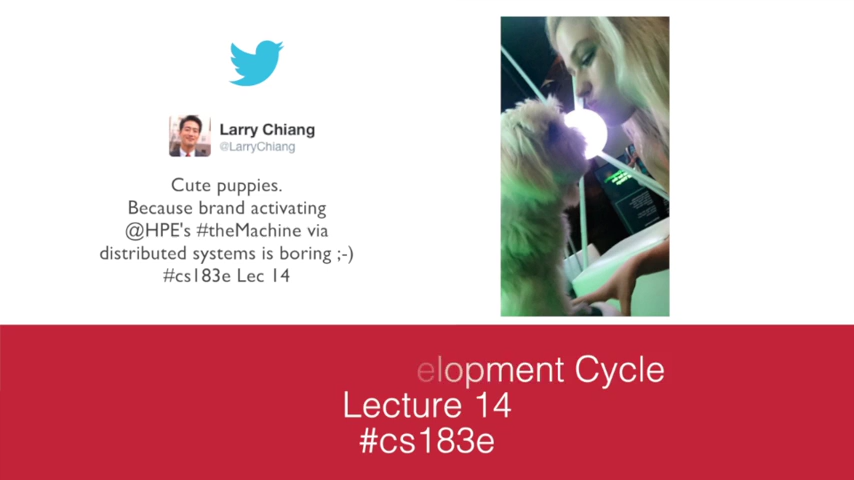 Larry Chiang
@LarryChiang
Cute puppies.
Because brand activating
@HPE's #theMachine via
distributed systems is boring ;-)
#cs183e Lec 14
elopment Cycle
Lecture 14
#cs183e